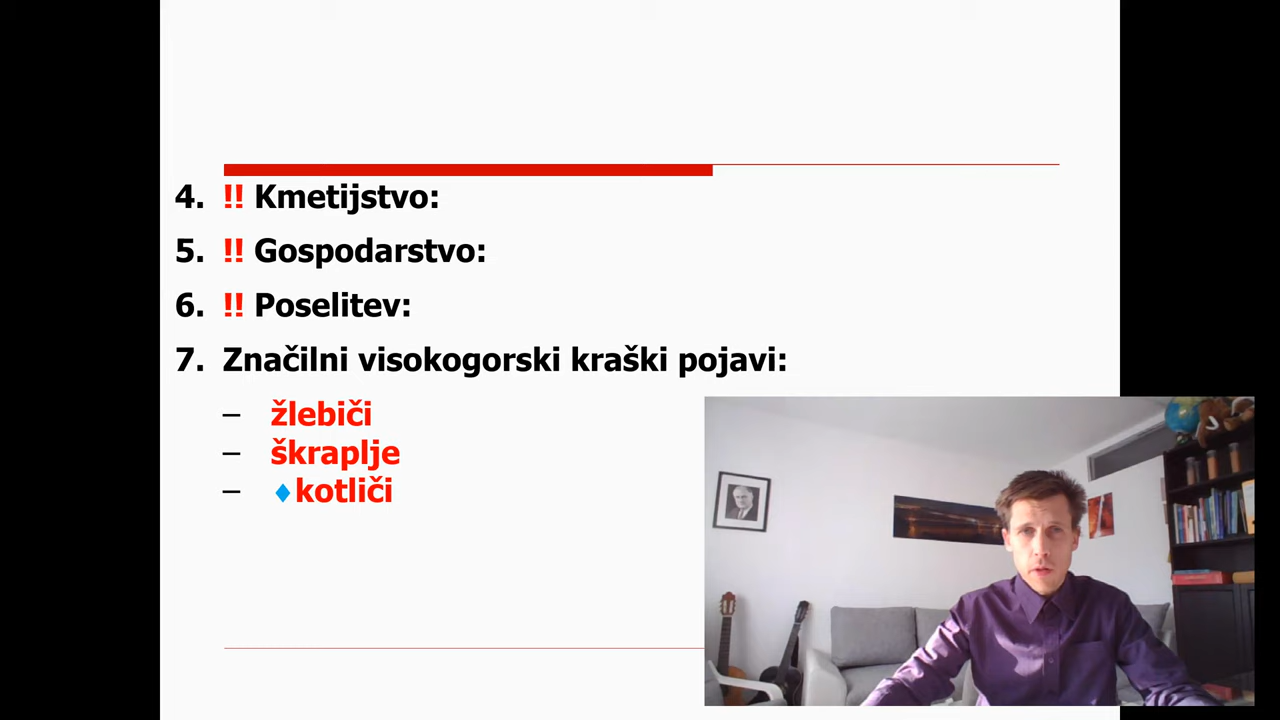 4. !! Kmetijstvo:
5. !! Gospodarstvo:
6. !! Poselitev:
7. Značilni visokogorski kraški pojavi:
– žlebiči
– škraplje
– ♦kotliči